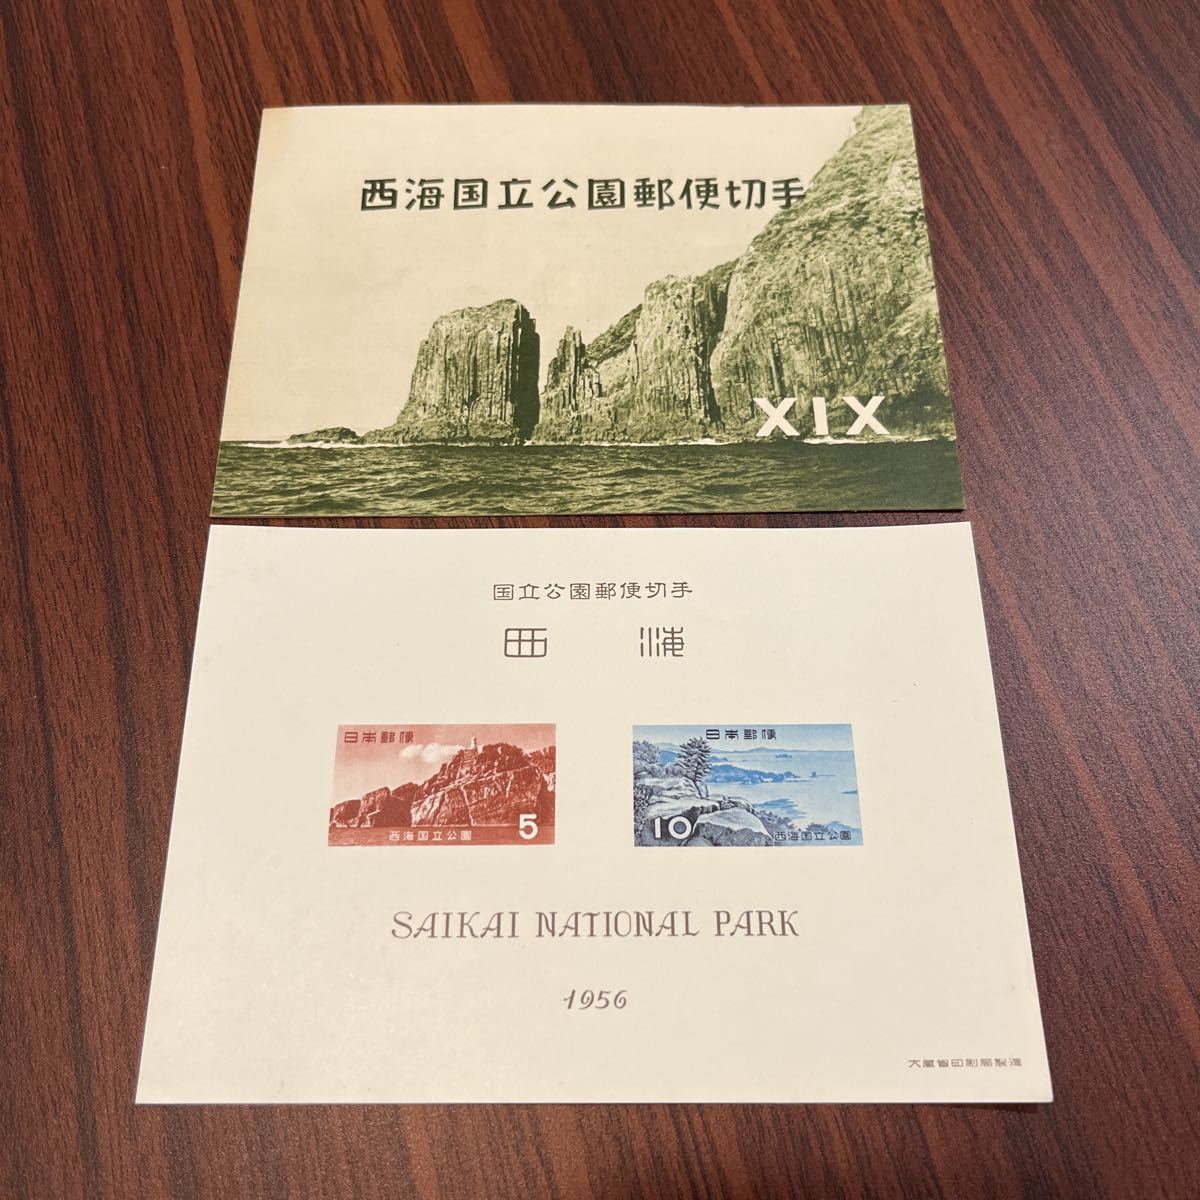 西海国立公園郵便切手
XIX
国立公園郵便切手
西 海
日本郵便
5
西海国立公園
日本郵便
10
西海国立公園
SAIKAI NATIONAL PARK
1956
大蔵省印刷局製造